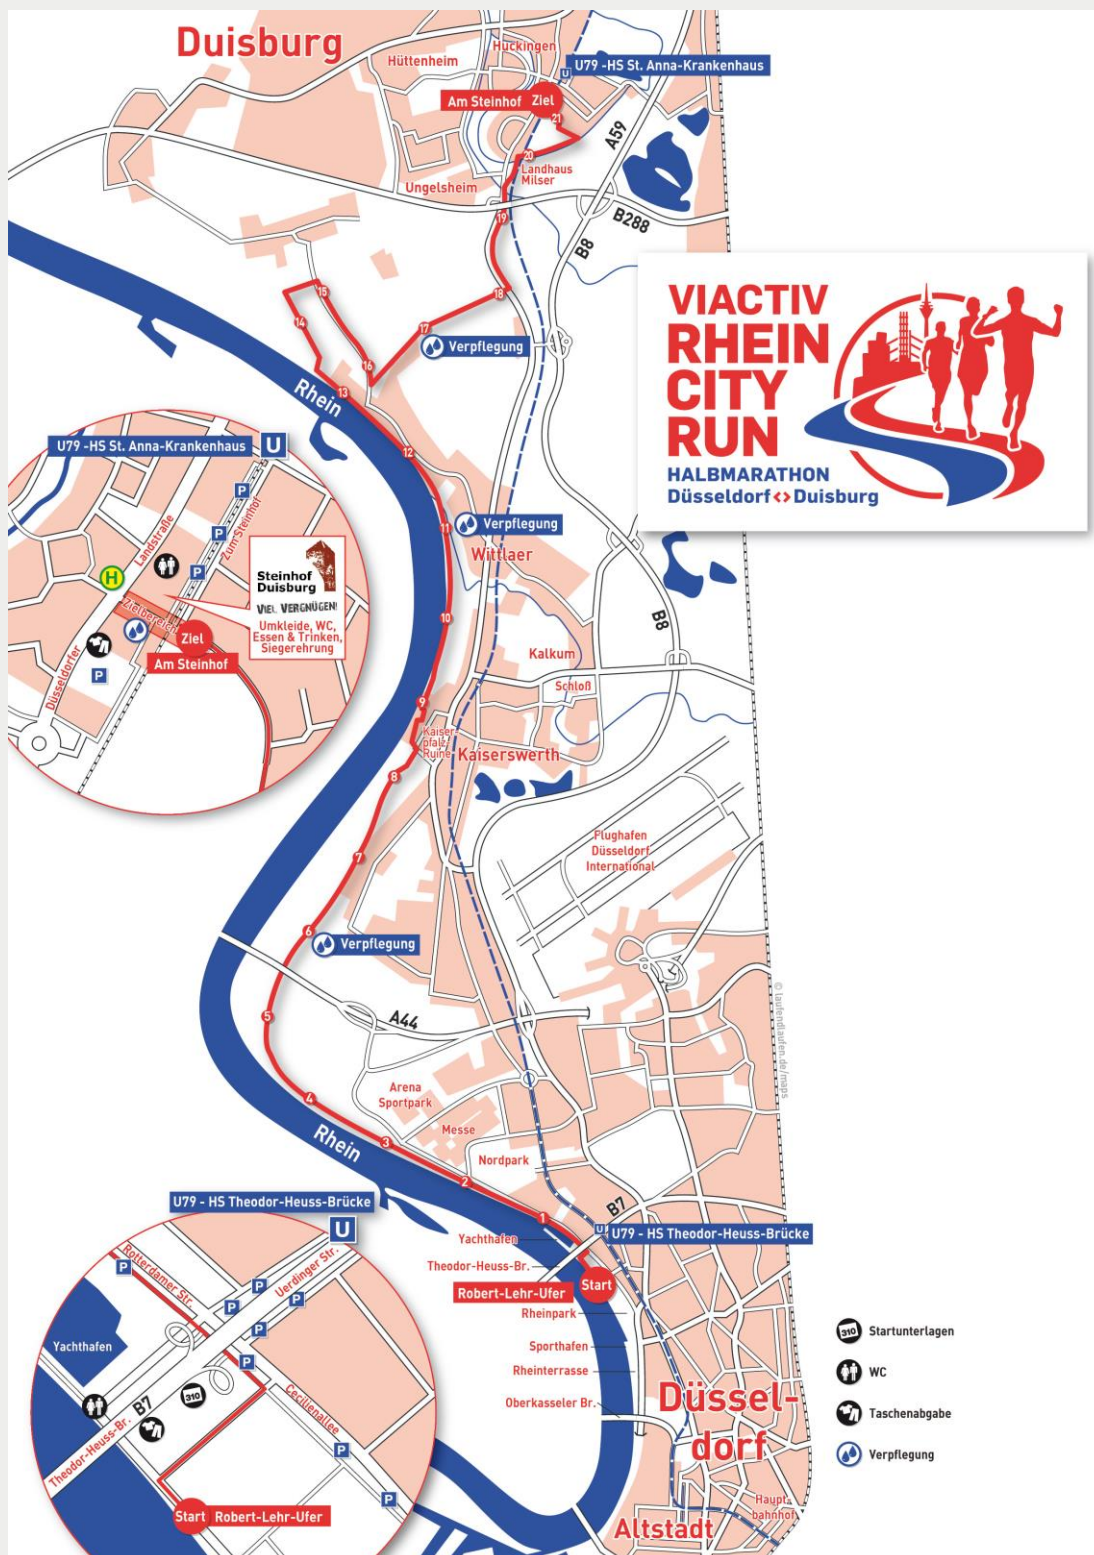 Duisburg
Hückingen
Hüttenheim
U
U79 -HS St. Anna-Krankenhaus
Am Steinhof
Ziel
21
A59
20
Landhaus
Milser
Ungelsheim
19
B288
B8
18
15
14
17
Verpflegung
16
13
Rhein
12
VIACTIV
RHEIN
CITY
RUN
HALBMARATHON
Düsseldorf <> Duisburg
U79 -HS St. Anna-Krankenhaus
U
P
P
P
Landstraße
Zum Steinhof
H
Steinhof
Duisburg
VIEL VERGNÜGEN!
Umkleide, WC,
Essen & Trinken,
Siegerehrung
Zielbereich
Ziel
Am Steinhof
P
Düsseldorfer
11
Verpflegung
Wittlaer
10
B8
Kalkum
Schloß
9
Kaiser-
pfalz-
Ruine
Kaiserswerth
8
7
Flughafen
Düsseldorf
International
6
Verpflegung
5
A44
© laufendlaufen.de/maps
4
Arena
Sportpark
Messe
3
Rhein
Nordpark
2
1
B7
U
U79 - HS Theodor-Heuss-Brücke
Yachthafen
Theodor-Heuss-Br.
Robert-Lehr-Ufer
Start
Rheinpark
Sporthafen
Rheinterrasse
Oberkasseler Br.
Düssel-
dorf
Haupt-
bahnhof
Altstadt
U79 - HS Theodor-Heuss-Brücke
U
Rotterdamer Str.
Uerdinger Str.
P
P
P
P
P
P
Yachthafen
310
B7
Theodor-Heuss-Br.
Cecilienallee
P
P
Start
Robert-Lehr-Ufer
310
Startunterlagen
WC
Taschenabgabe
Verpflegung